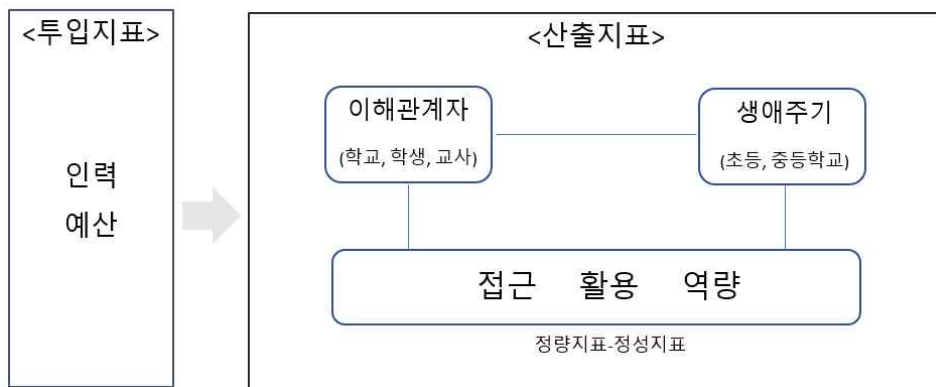 <투입지표>
인력
예산
<산출지표>
이해관계자
(학교, 학생, 교사)
생애주기
(초등, 중등학교)
접근 활용 역량
정량지표-정성지표